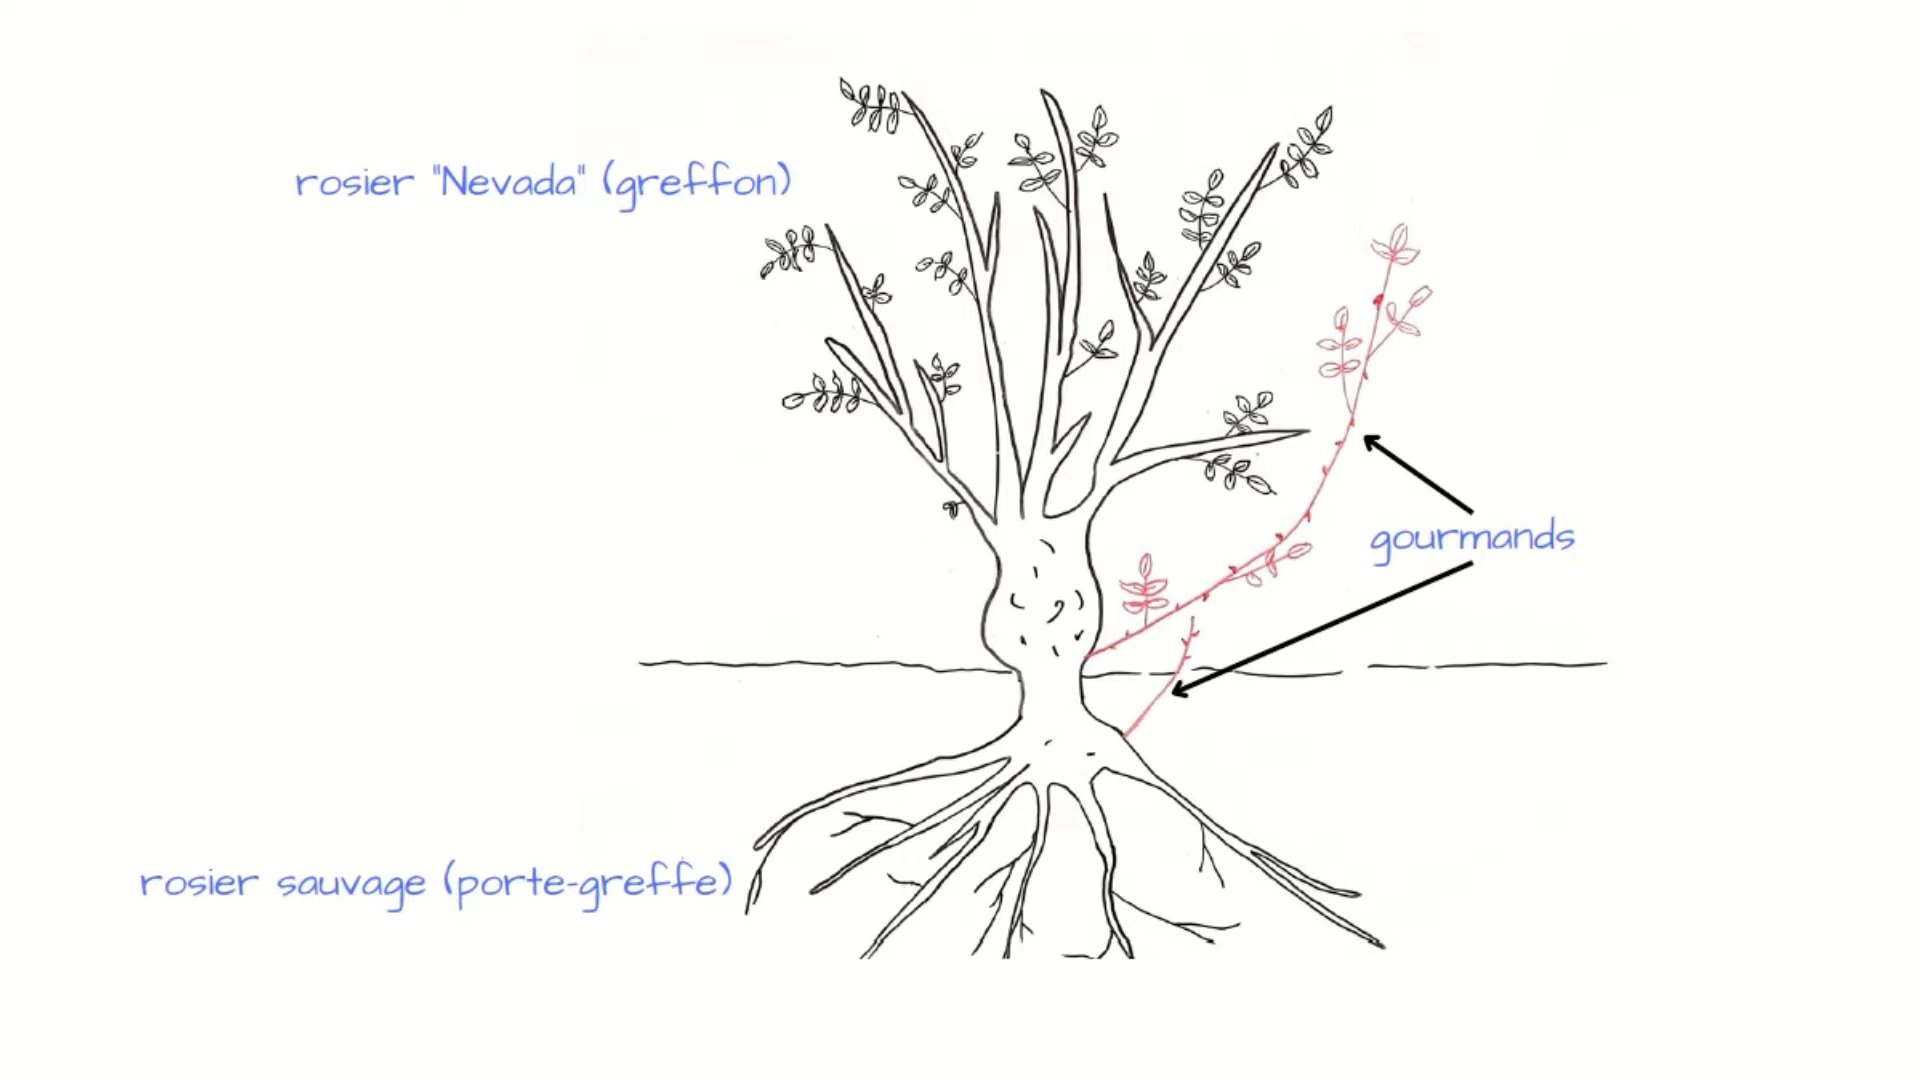 rosier "Nevada" (greffon)
gourmands
rosier sauvage (porte-greffe)